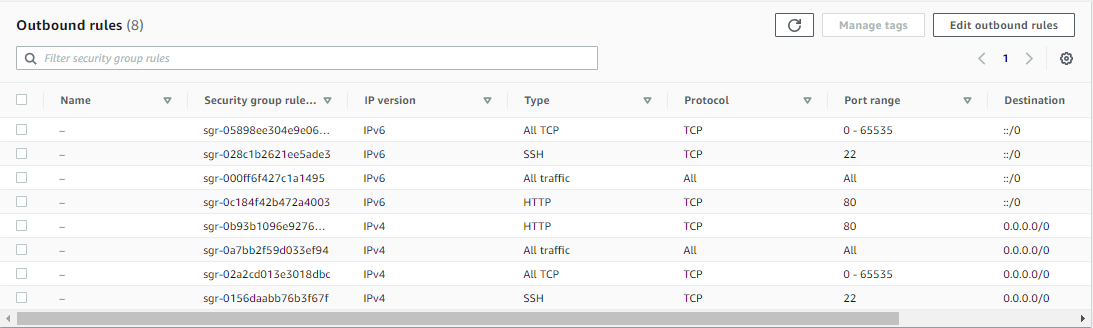 Outbound rules (8) Manage tags Edit outbound rules
Filter security group rules 1
Name Security group rule... IP version Type Protocol Port range Destination
– sgr-05898ee304e9e06... IPv6 All TCP TCP 0 - 65535 ::/0
– sgr-028c1b2621ee5ade3 IPv6 SSH TCP 22 ::/0
– sgr-000ff6f427c1a1495 IPv6 All traffic All All ::/0
– sgr-0c184f42b472a4003 IPv6 HTTP TCP 80 ::/0
– sgr-0b93b1096e9276... IPv4 HTTP TCP 80 0.0.0.0/0
– sgr-0a7bb2f59d033ef94 IPv4 All traffic All All 0.0.0.0/0
– sgr-02a2cd013e3018dbc IPv4 All TCP TCP 0 - 65535 0.0.0.0/0
– sgr-0156daabb76b3f67f IPv4 SSH TCP 22 0.0.0.0/0